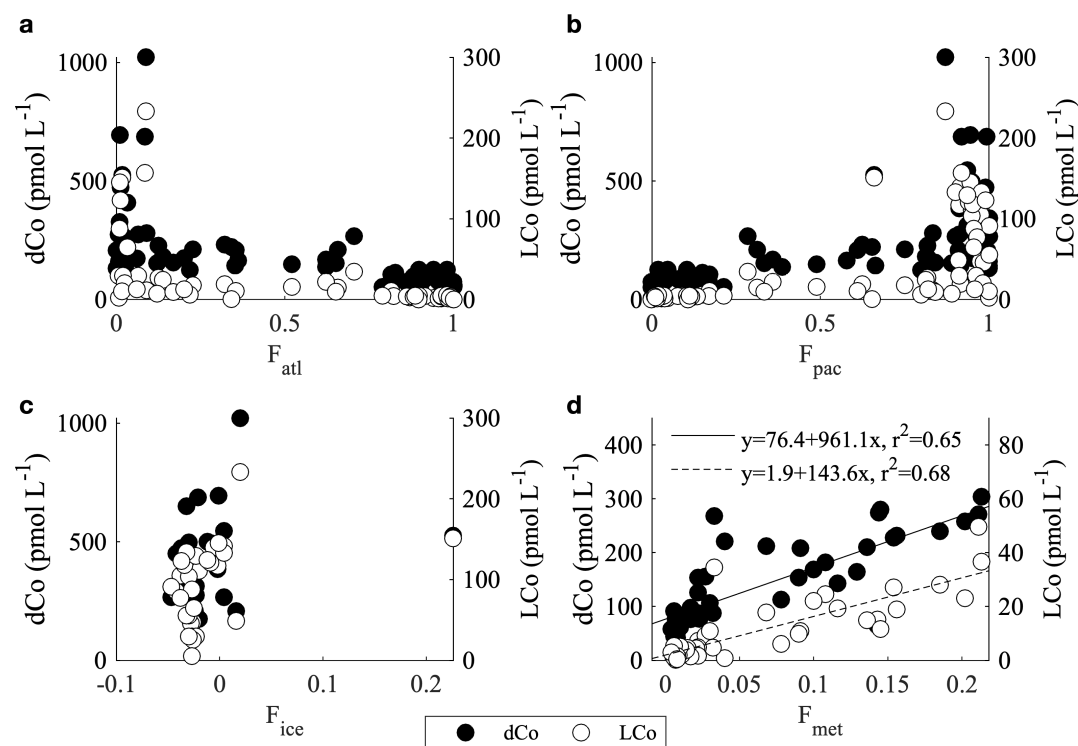 a
1000
500
0
dCo (pmol L⁻¹)
300
200
100
0
LCo (pmol L⁻¹)
0
0.5
1
F_atl
b
1000
500
0
dCo (pmol L⁻¹)
300
200
100
0
LCo (pmol L⁻¹)
0
0.5
1
F_pac
c
1000
500
0
dCo (pmol L⁻¹)
300
200
100
0
LCo (pmol L⁻¹)
-0.1
0
0.1
0.2
F_ice
d
y=76.4+961.1x, r²=0.65
y=1.9+143.6x, r²=0.68
400
300
200
100
0
dCo (pmol L⁻¹)
80
60
40
20
0
LCo (pmol L⁻¹)
0
0.05
0.1
0.15
0.2
F_met
dCo LCo